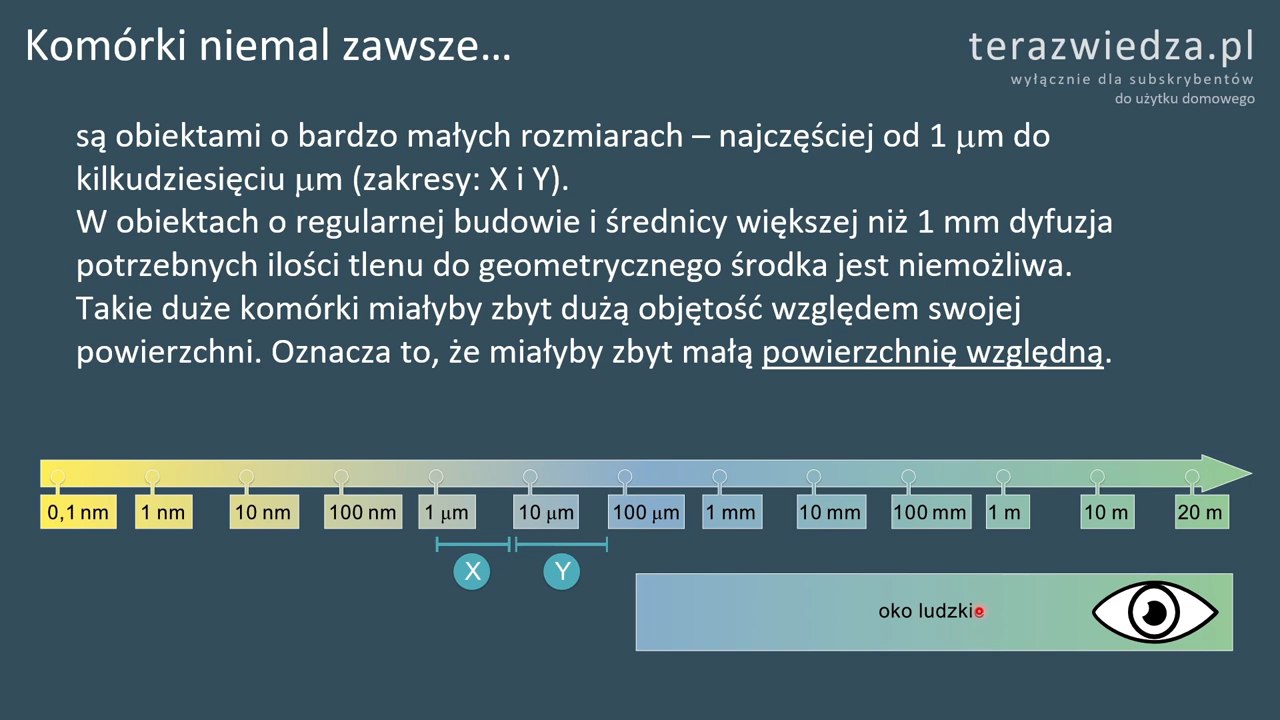 Komórki niemal zawsze...
terazwiedza.pl
wyłącznie dla subskrybentów
do użytku domowego
są obiektami o bardzo małych rozmiarach – najczęściej od 1 μm do
kilkudziesięciu μm (zakresy: X i Y).
W obiektach o regularnej budowie i średnicy większej niż 1 mm dyfuzja
potrzebnych ilości tlenu do geometrycznego środka jest niemożliwa.
Takie duże komórki miałyby zbyt dużą objętość względem swojej
powierzchni. Oznacza to, że miałyby zbyt małą powierzchnię względną.
0,1 nm 1 nm 10 nm 100 nm 1 μm 10 μm 100 μm 1 mm 10 mm 100 mm 1 m 10 m 20 m
X Y
oko ludzkie